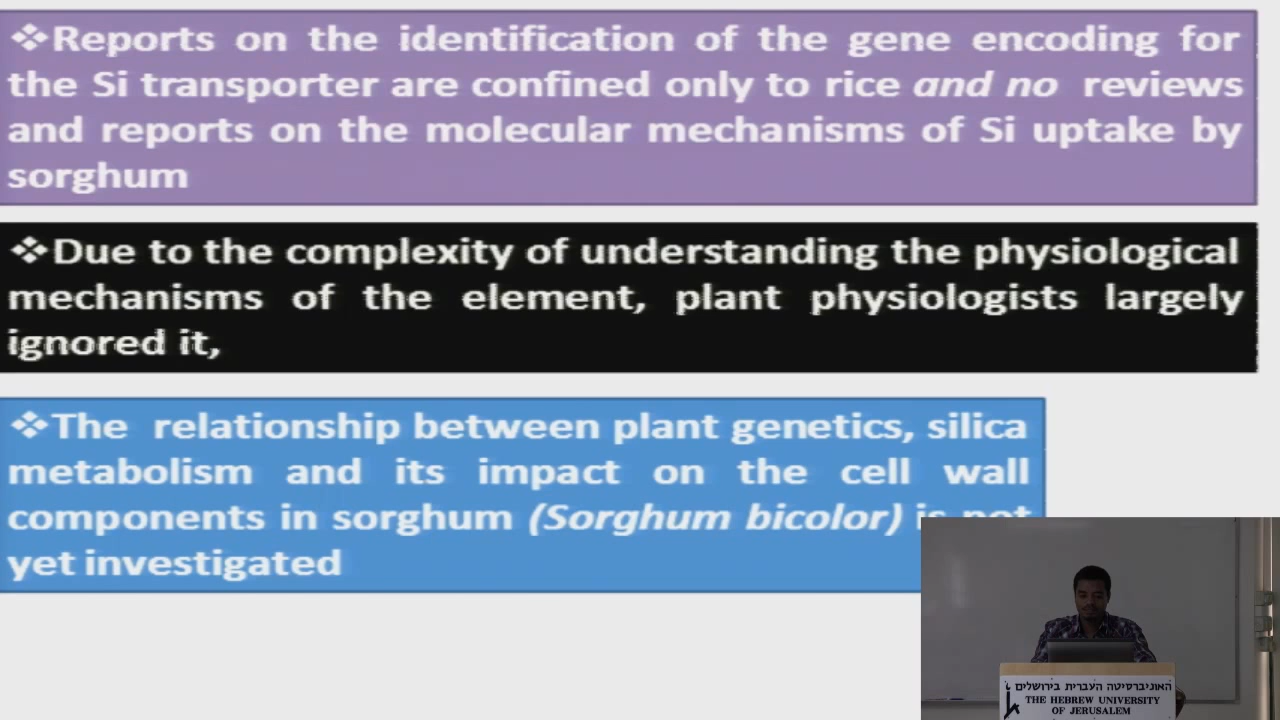 ❖Reports on the identification of the gene encoding for
the Si transporter are confined only to rice and no reviews
and reports on the molecular mechanisms of Si uptake by
sorghum
❖Due to the complexity of understanding the physiological
mechanisms of the element, plant physiologists largely
ignored it,
❖The relationship between plant genetics, silica
metabolism and its impact on the cell wall
components in sorghum (Sorghum bicolor) is not
yet investigated
האוניברסיטה העברית בירושלים
THE HEBREW UNIVERSITY
OF JERUSALEM